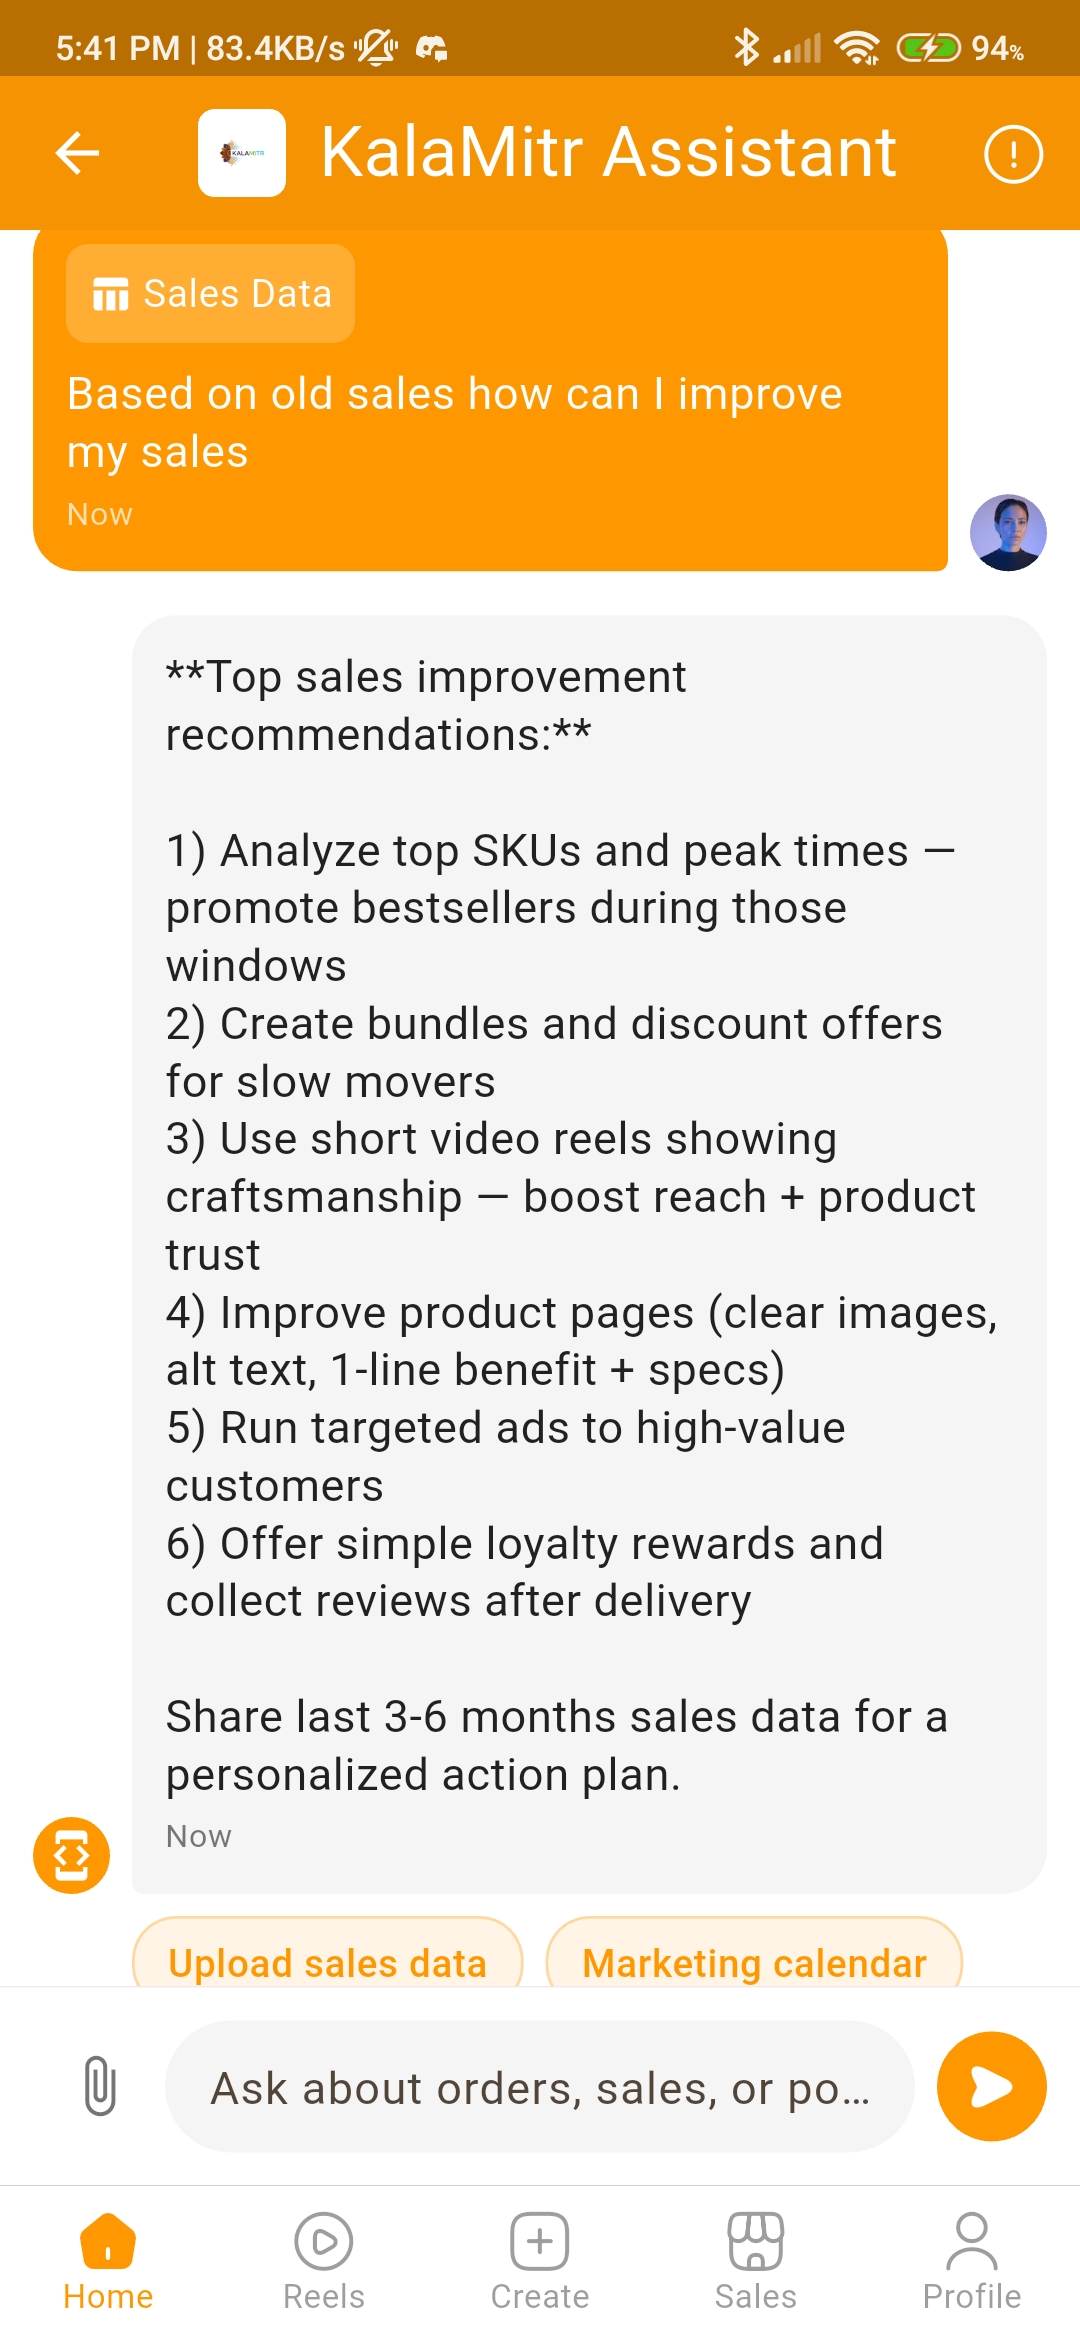 5:41 PM | 83.4KB/s
94%
KALAMITR
KalaMitr Assistant
Sales Data
Based on old sales how can I improve
my sales
Now
**Top sales improvement
recommendations:**
1) Analyze top SKUs and peak times —
promote bestsellers during those
windows
2) Create bundles and discount offers
for slow movers
3) Use short video reels showing
craftsmanship — boost reach + product
trust
4) Improve product pages (clear images,
alt text, 1-line benefit + specs)
5) Run targeted ads to high-value
customers
6) Offer simple loyalty rewards and
collect reviews after delivery
Share last 3-6 months sales data for a
personalized action plan.
Now
Upload sales data
Marketing calendar
Ask about orders, sales, or po...
Home
Reels
Create
Sales
Profile